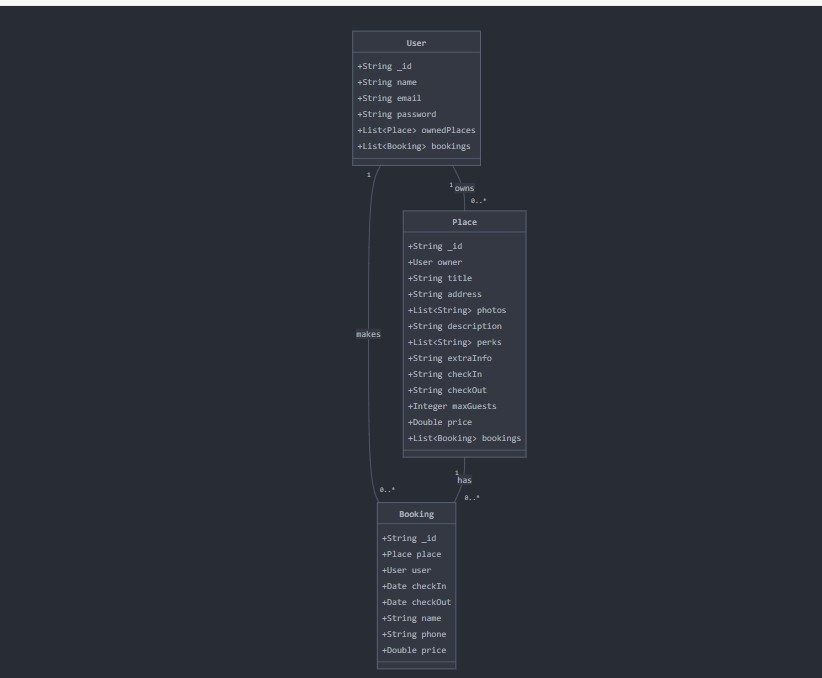 User
+String _id
+String name
+String email
+String password
+List<Place> ownedPlaces
+List<Booking> bookings
1
1
owns
0..*
Place
+String _id
+User owner
+String title
+String address
+List<String> photos
+String description
+List<String> perks
+String extraInfo
+String checkIn
+String checkOut
+Integer maxGuests
+Double price
+List<Booking> bookings
makes
1
has
0..*
0..*
Booking
+String _id
+Place place
+User user
+Date checkIn
+Date checkOut
+String name
+String phone
+Double price